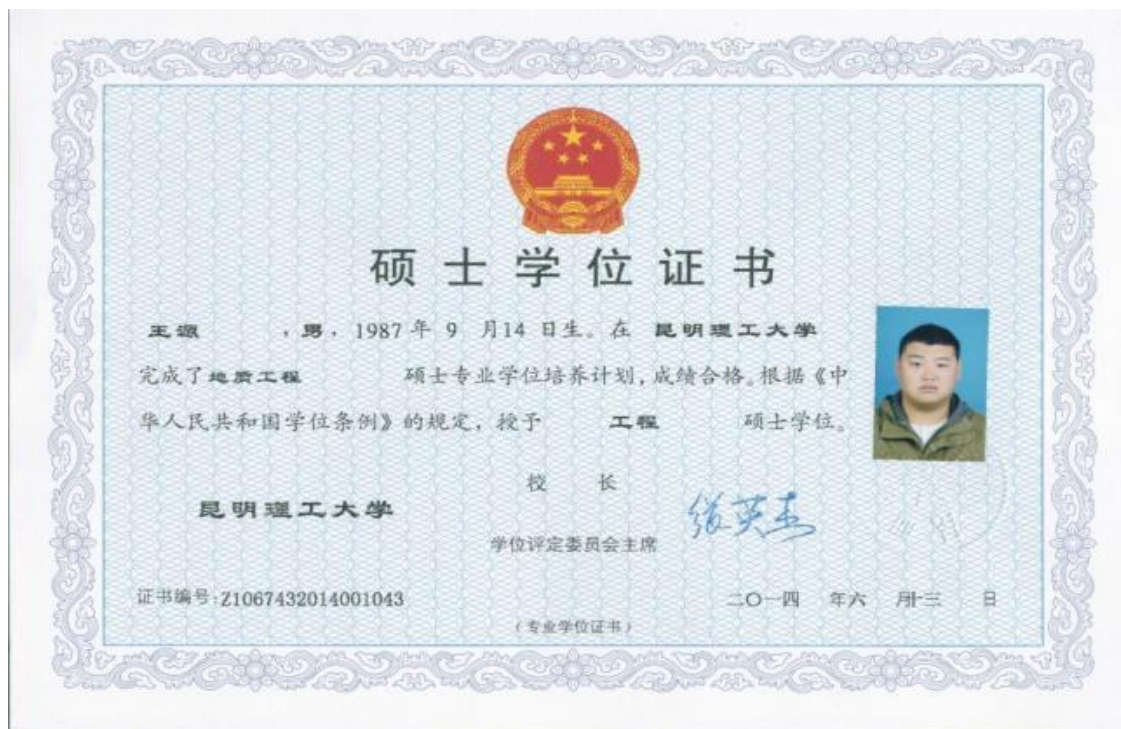 硕士学位证书
王源 ，男，1987年 9 月14 日生。在 昆明理工大学
完成了地质工程 硕士专业学位培养计划，成绩合格。根据《中
华人民共和国学位条例》的规定，授予 工程 硕士学位。
校 长
昆明理工大学
张英杰
学位评定委员会主席
证书编号：Z1067432014001043
二〇一四 年六 月十三 日
（专业学位证书）